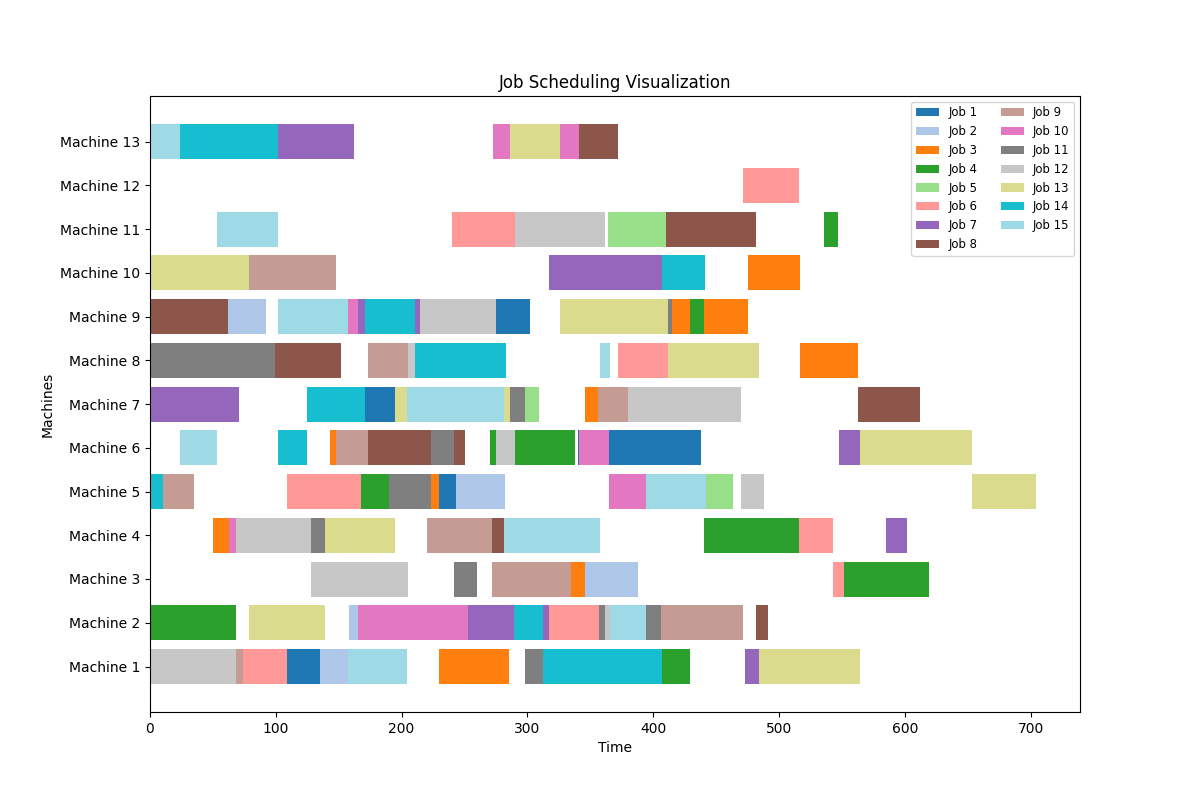 Job Scheduling Visualization
Machine 13
Machine 12
Machine 11
Machine 10
Machine 9
Machine 8
Machine 7
Machine 6
Machine 5
Machine 4
Machine 3
Machine 2
Machine 1
Machines
0 100 200 300 400 500 600 700
Time
Job 1
Job 2
Job 3
Job 4
Job 5
Job 6
Job 7
Job 8
Job 9
Job 10
Job 11
Job 12
Job 13
Job 14
Job 15